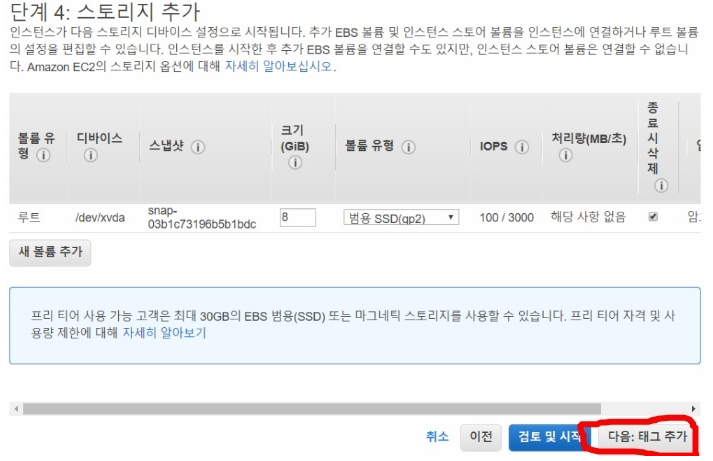 단계 4: 스토리지 추가
인스턴스가 다음 스토리지 디바이스 설정으로 시작됩니다. 추가 EBS 볼륨 및 인스턴스 스토어 볼륨을 인스턴스에 연결하거나 루트 볼륨
의 설정을 편집할 수 있습니다. 인스턴스를 시작한 후 추가 EBS 볼륨을 연결할 수도 있지만, 인스턴스 스토어 볼륨은 연결할 수 없습니
다. Amazon EC2의 스토리지 옵션에 대해 자세히 알아보십시오.
볼륨 유형 디바이스 스냅샷 크기 (GiB) 볼륨 유형 IOPS 처리량(MB/초) 종료 시 삭제
루트 /dev/xvda snap-03b1c73196b5b1bdc 8 범용 SSD(gp2) 100 / 3000 해당 사항 없음
새 볼륨 추가
프리 티어 사용 가능 고객은 최대 30GB의 EBS 범용(SSD) 또는 마그네틱 스토리지를 사용할 수 있습니다. 프리 티어 자격 및 사
용량 제한에 대해 자세히 알아보기
취소 이전 검토 및 시작 다음: 태그 추가